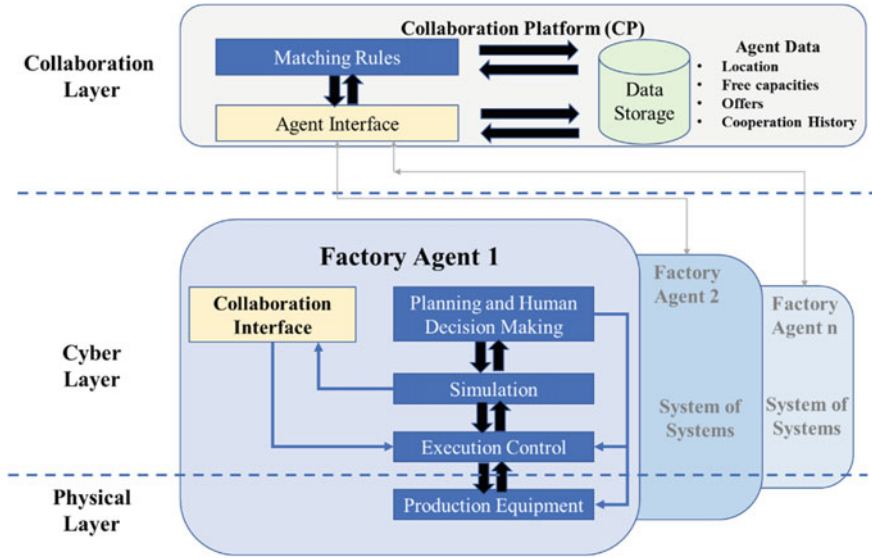 Collaboration Platform (CP)
Collaboration
Layer
Matching Rules
Agent Interface
Data
Storage
Agent Data
• Location
• Free capacities
• Offers
• Cooperation History
Cyber
Layer
Factory Agent 1
Collaboration
Interface
Planning and Human
Decision Making
Simulation
Execution Control
Factory
Agent 2
System of
Systems
Factory
Agent n
System of
Systems
Physical
Layer
Production Equipment